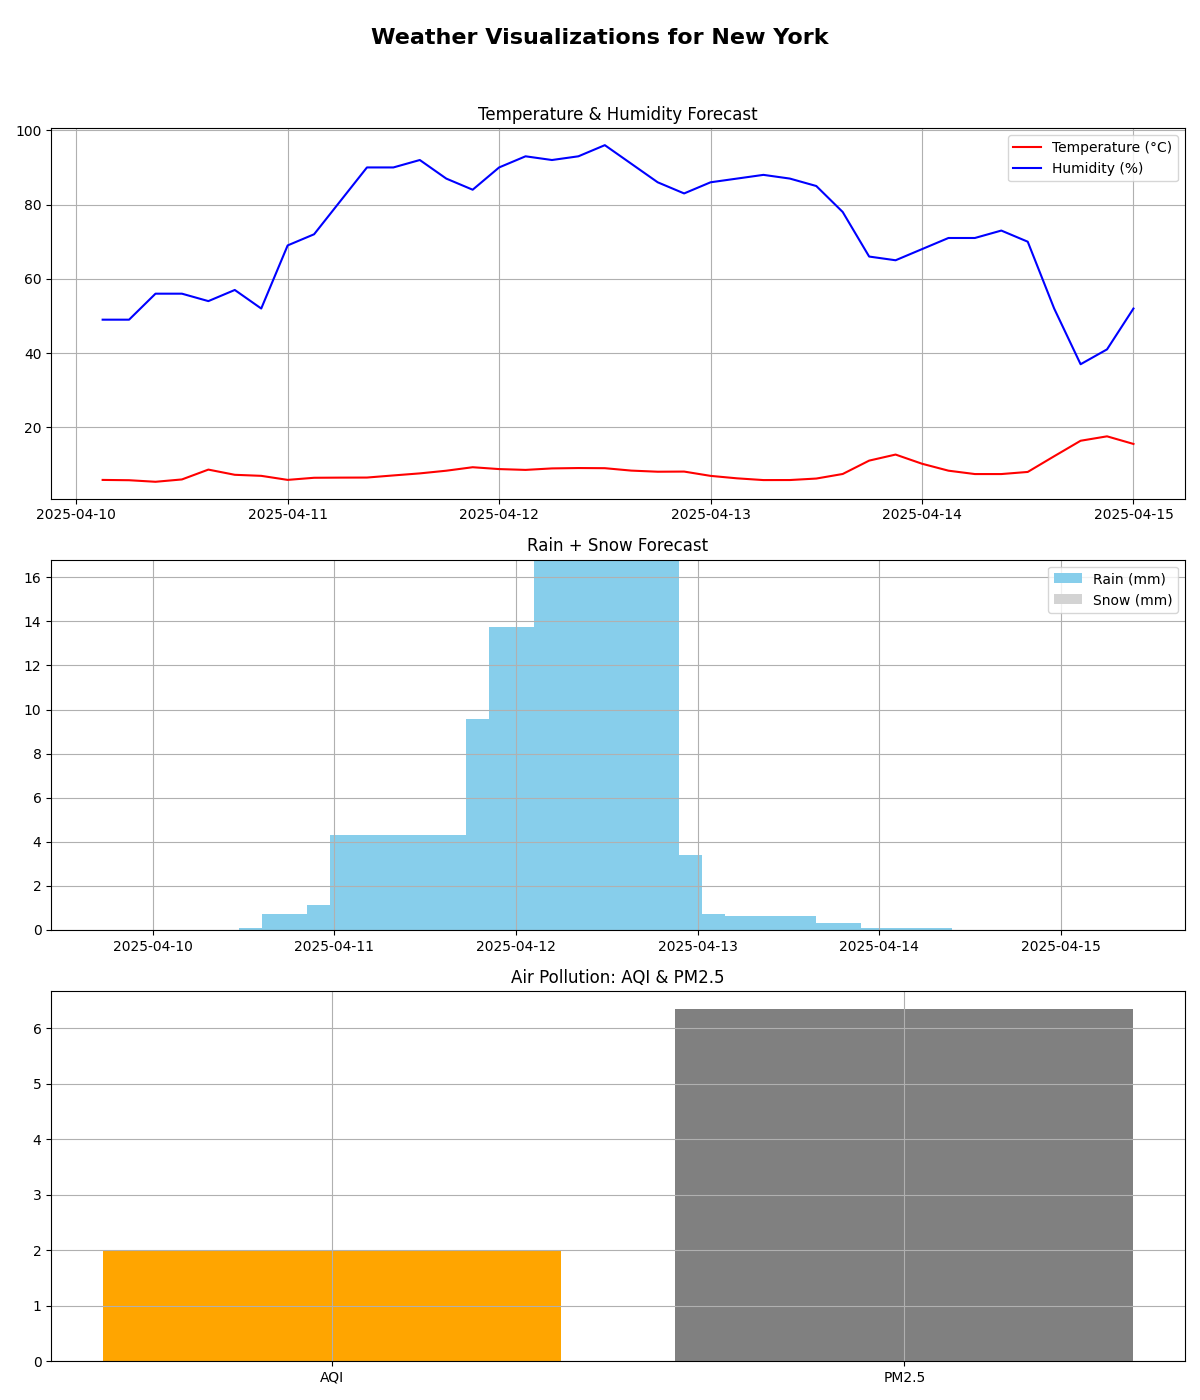 Weather Visualizations for New York
Temperature & Humidity Forecast
100
80
60
40
20
Temperature (°C)
Humidity (%)
2025-04-10 2025-04-11 2025-04-12 2025-04-13 2025-04-14 2025-04-15
Rain + Snow Forecast
16
14
12
10
8
6
4
2
0
Rain (mm)
Snow (mm)
2025-04-10 2025-04-11 2025-04-12 2025-04-13 2025-04-14 2025-04-15
Air Pollution: AQI & PM2.5
6
5
4
3
2
1
0
AQI PM2.5